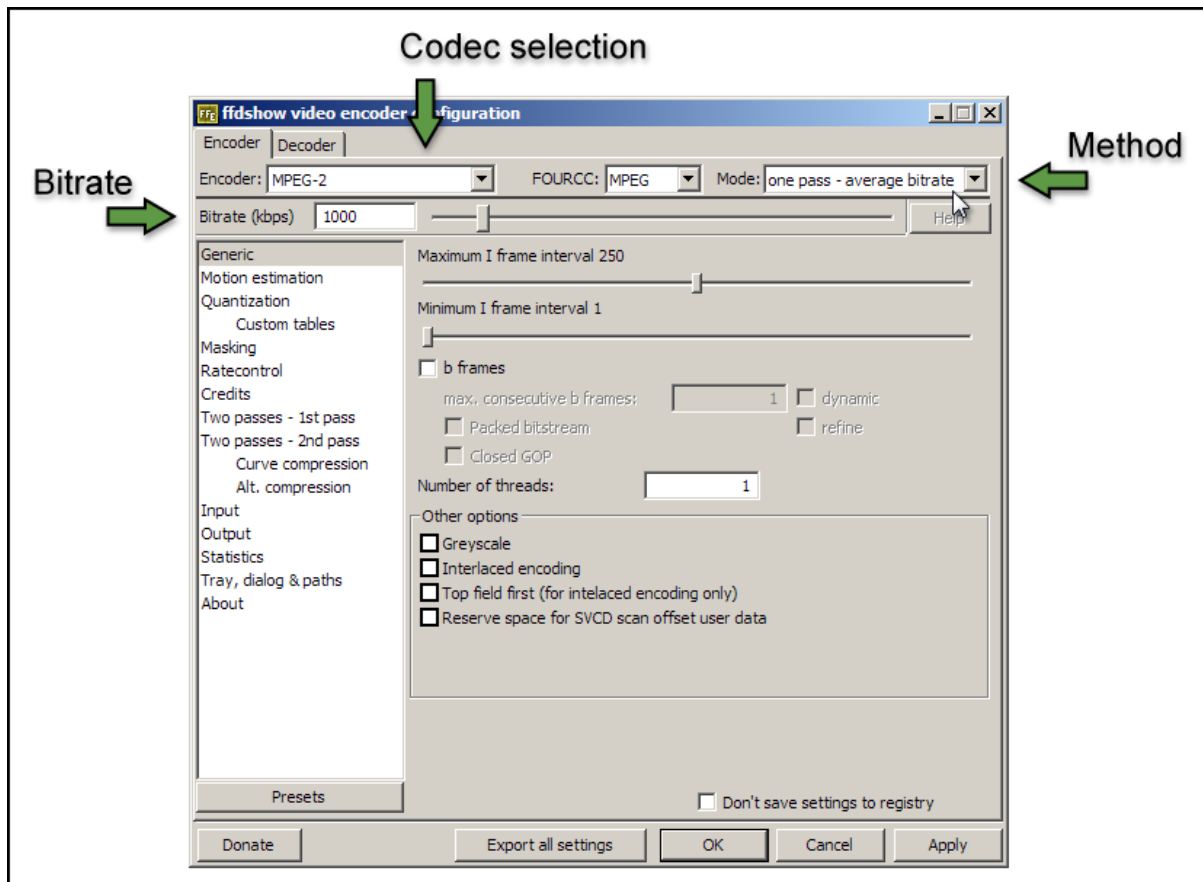 Codec selection
Bitrate
Method
FFE ffdshow video encoder configuration
Encoder Decoder
Encoder: MPEG-2 FOURCC: MPEG Mode: one pass - average bitrate
Bitrate (kbps) 1000 Help
Generic
Motion estimation
Quantization
Custom tables
Masking
Ratecontrol
Credits
Two passes - 1st pass
Two passes - 2nd pass
Curve compression
Alt. compression
Input
Output
Statistics
Tray, dialog & paths
About
Presets
Maximum I frame interval 250
Minimum I frame interval 1
b frames
max. consecutive b frames: 1 dynamic
Packed bitstream refine
Closed GOP
Number of threads: 1
Other options
Greyscale
Interlaced encoding
Top field first (for intelaced encoding only)
Reserve space for SVCD scan offset user data
Don't save settings to registry
Donate Export all settings OK Cancel Apply